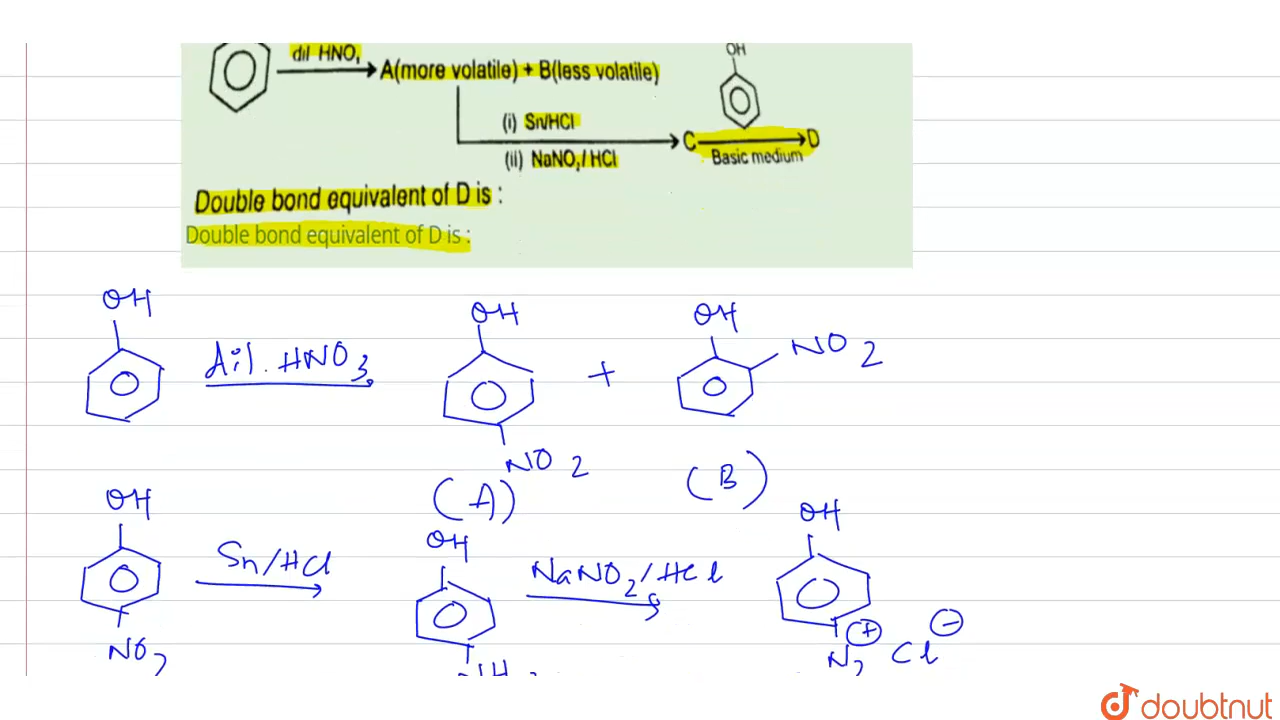 dil HNO₃
OH
A(more volatile) + B(less volatile)
(i) Sn/HCl
(ii) NaNO₂/HCl
C
D
Basic medium
Double bond equivalent of D is :
Double bond equivalent of D is :
OH
dil. HNO3
OH
NO2
(A)
+
OH
NO2
(B)
OH
NO2
Sn/HCl
OH
NaNO2/HCl
OH
N2 + Cl −
doubtnut